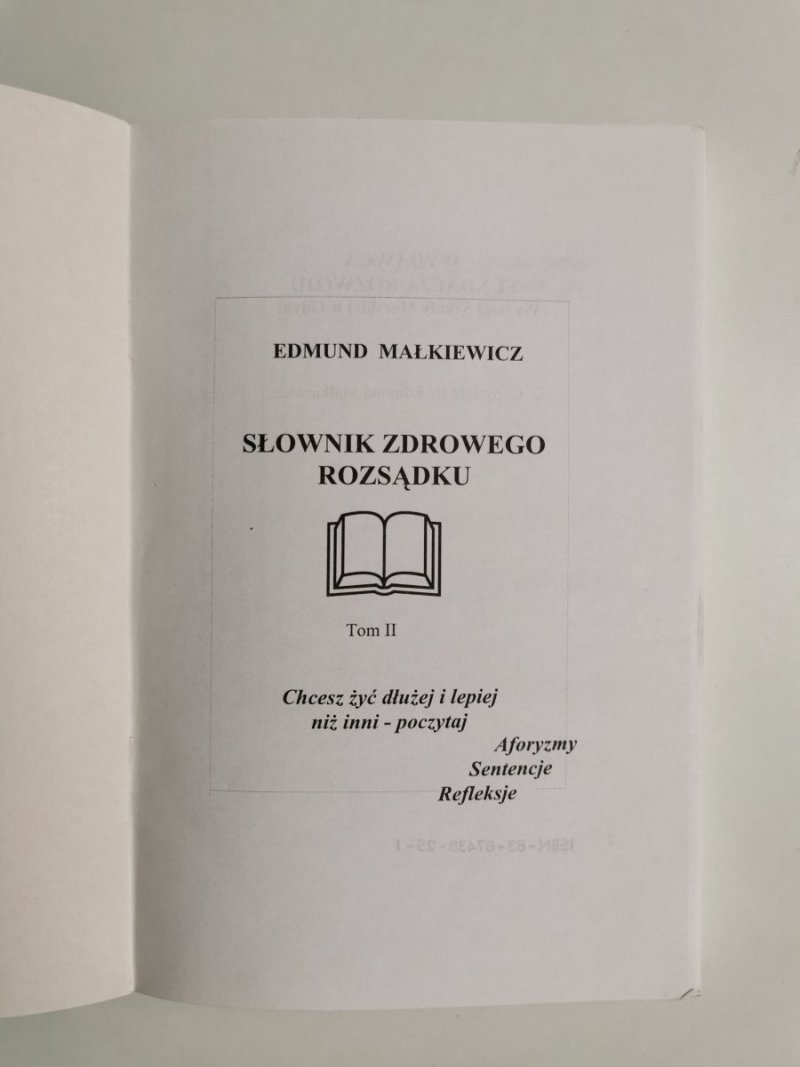 EDMUND MAŁKIEWICZ
SŁOWNIK ZDROWEGO
ROZSĄDKU
Tom II
Chcesz żyć dłużej i lepiej
niż inni - poczytaj
Aforyzmy
Sentencje
Refleksje